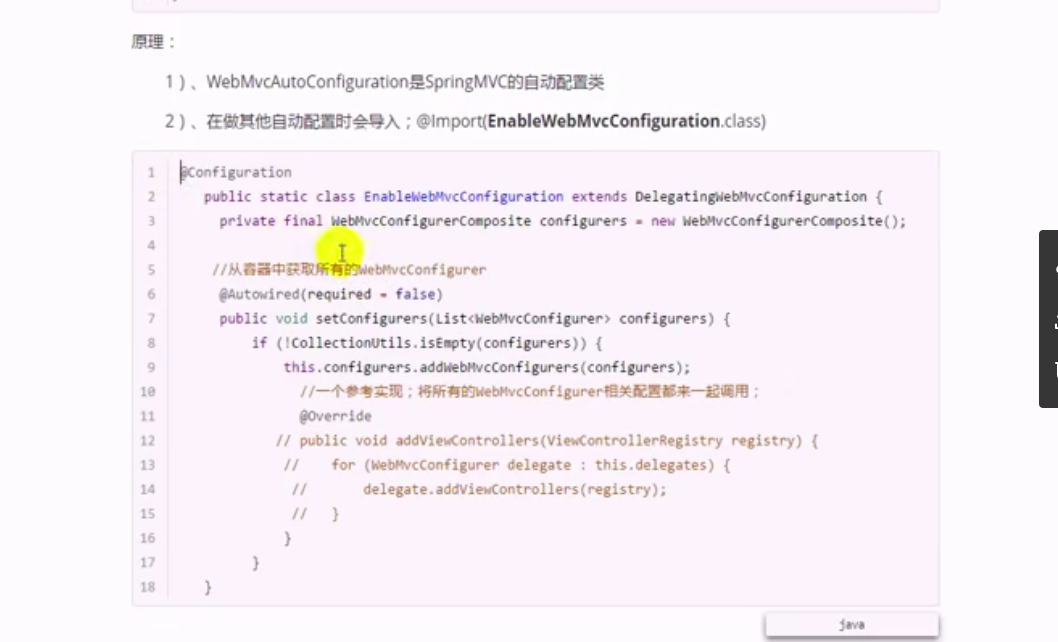 原理：
1）、WebMvcAutoConfiguration是SpringMVC的自动配置类
2）、在做其他自动配置时会导入；@Import(EnableWebMvcConfiguration.class)
1 @Configuration
2 public static class EnableWebMvcConfiguration extends DelegatingWebMvcConfiguration {
3 private final WebMvcConfigurerComposite configurers = new WebMvcConfigurerComposite();
4
5 //从容器中获取所有的WebMvcConfigurer
6 @Autowired(required = false)
7 public void setConfigurers(List<WebMvcConfigurer> configurers) {
8 if (!CollectionUtils.isEmpty(configurers)) {
9 this.configurers.addWebMvcConfigurers(configurers);
10 //一个参考实现；将所有的WebMvcConfigurer相关配置都来一起调用；
11 @Override
12 // public void addViewControllers(ViewControllerRegistry registry) {
13 // for (WebMvcConfigurer delegate : this.delegates) {
14 // delegate.addViewControllers(registry);
15 // }
16 }
17 }
18 }
java